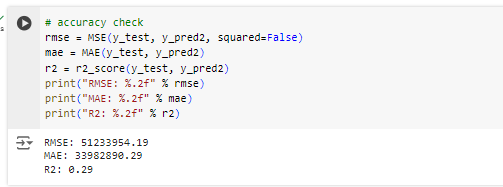 # accuracy check
rmse = MSE(y_test, y_pred2, squared=False)
mae = MAE(y_test, y_pred2)
r2 = r2_score(y_test, y_pred2)
print("RMSE: %.2f" % rmse)
print("MAE: %.2f" % mae)
print("R2: %.2f" % r2)
RMSE: 51233954.19
MAE: 33982890.29
R2: 0.29